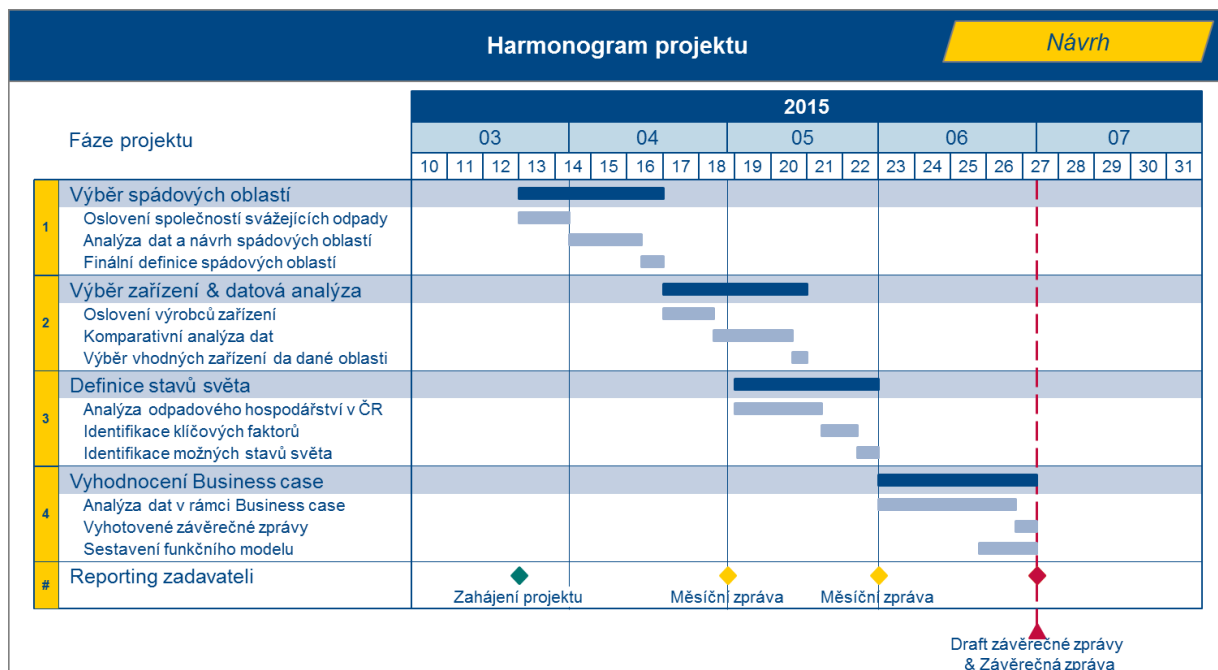 Harmonogram projektu
Návrh
2015
Fáze projektu
03 04 05 06 07
10 11 12 13 14 15 16 17 18 19 20 21 22 23 24 25 26 27 28 29 30 31
Výběr spádových oblastí
1
Oslovení společností svážejících odpady
Analýza dat a návrh spádových oblastí
Finální definice spádových oblastí
Výběr zařízení & datová analýza
2
Oslovení výrobců zařízení
Komparativní analýza dat
Výběr vhodných zařízení da dané oblasti
Definice stavů světa
3
Analýza odpadového hospodářství v ČR
Identifikace klíčových faktorů
Identifikace možných stavů světa
Vyhodnocení Business case
4
Analýza dat v rámci Business case
Vyhotovené závěrečné zprávy
Sestavení funkčního modelu
# Reporting zadavateli
Zahájení projektu Měsíční zpráva Měsíční zpráva
Draft závěrečné zprávy
& Závěrečná zpráva